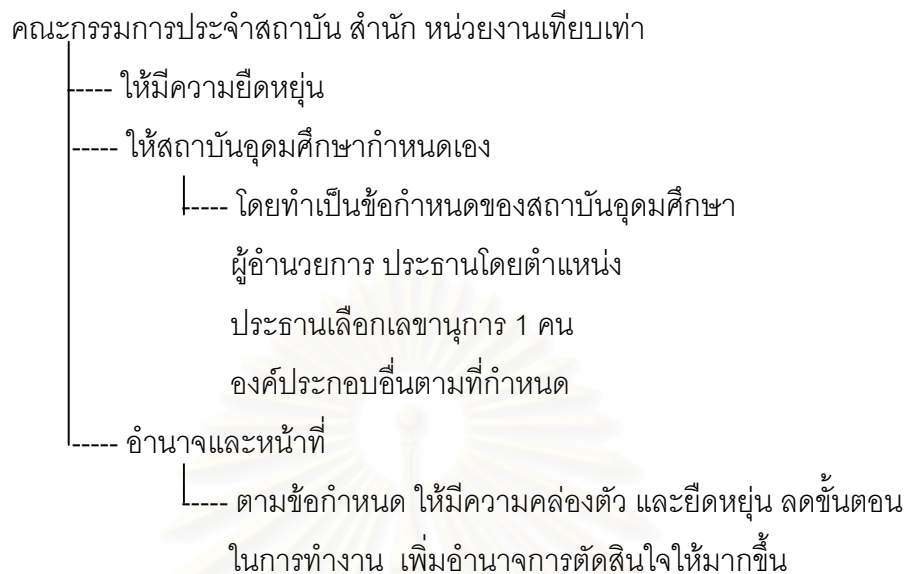 คณะกรรมการประจำสถาบัน สำนัก หน่วยงานเทียบเท่า
----- ให้มีความยืดหยุ่น
----- ให้สถาบันอุดมศึกษากำหนดเอง
----- โดยทำเป็นข้อกำหนดของสถาบันอุดมศึกษา
ผู้อำนวยการ ประธานโดยตำแหน่ง
ประธานเลือกเลขานุการ 1 คน
องค์ประกอบอื่นตามที่กำหนด
----- อำนาจและหน้าที่
----- ตามข้อกำหนด ให้มีความคล่องตัว และยืดหยุ่น ลดขั้นตอน
ในการทำงาน เพิ่มอำนาจการตัดสินใจให้มากขึ้น